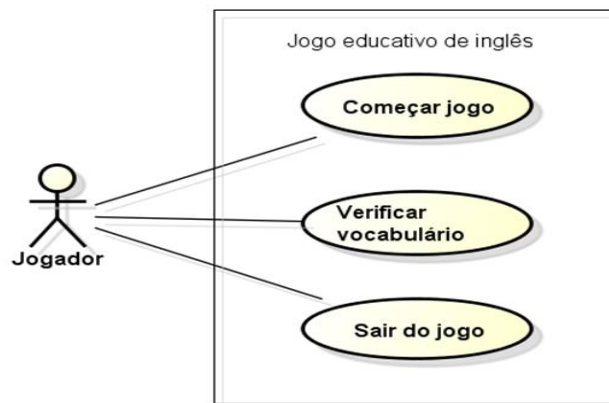 Jogo educativo de inglês
Começar jogo
Verificar
vocabulário
Sair do jogo
Jogador